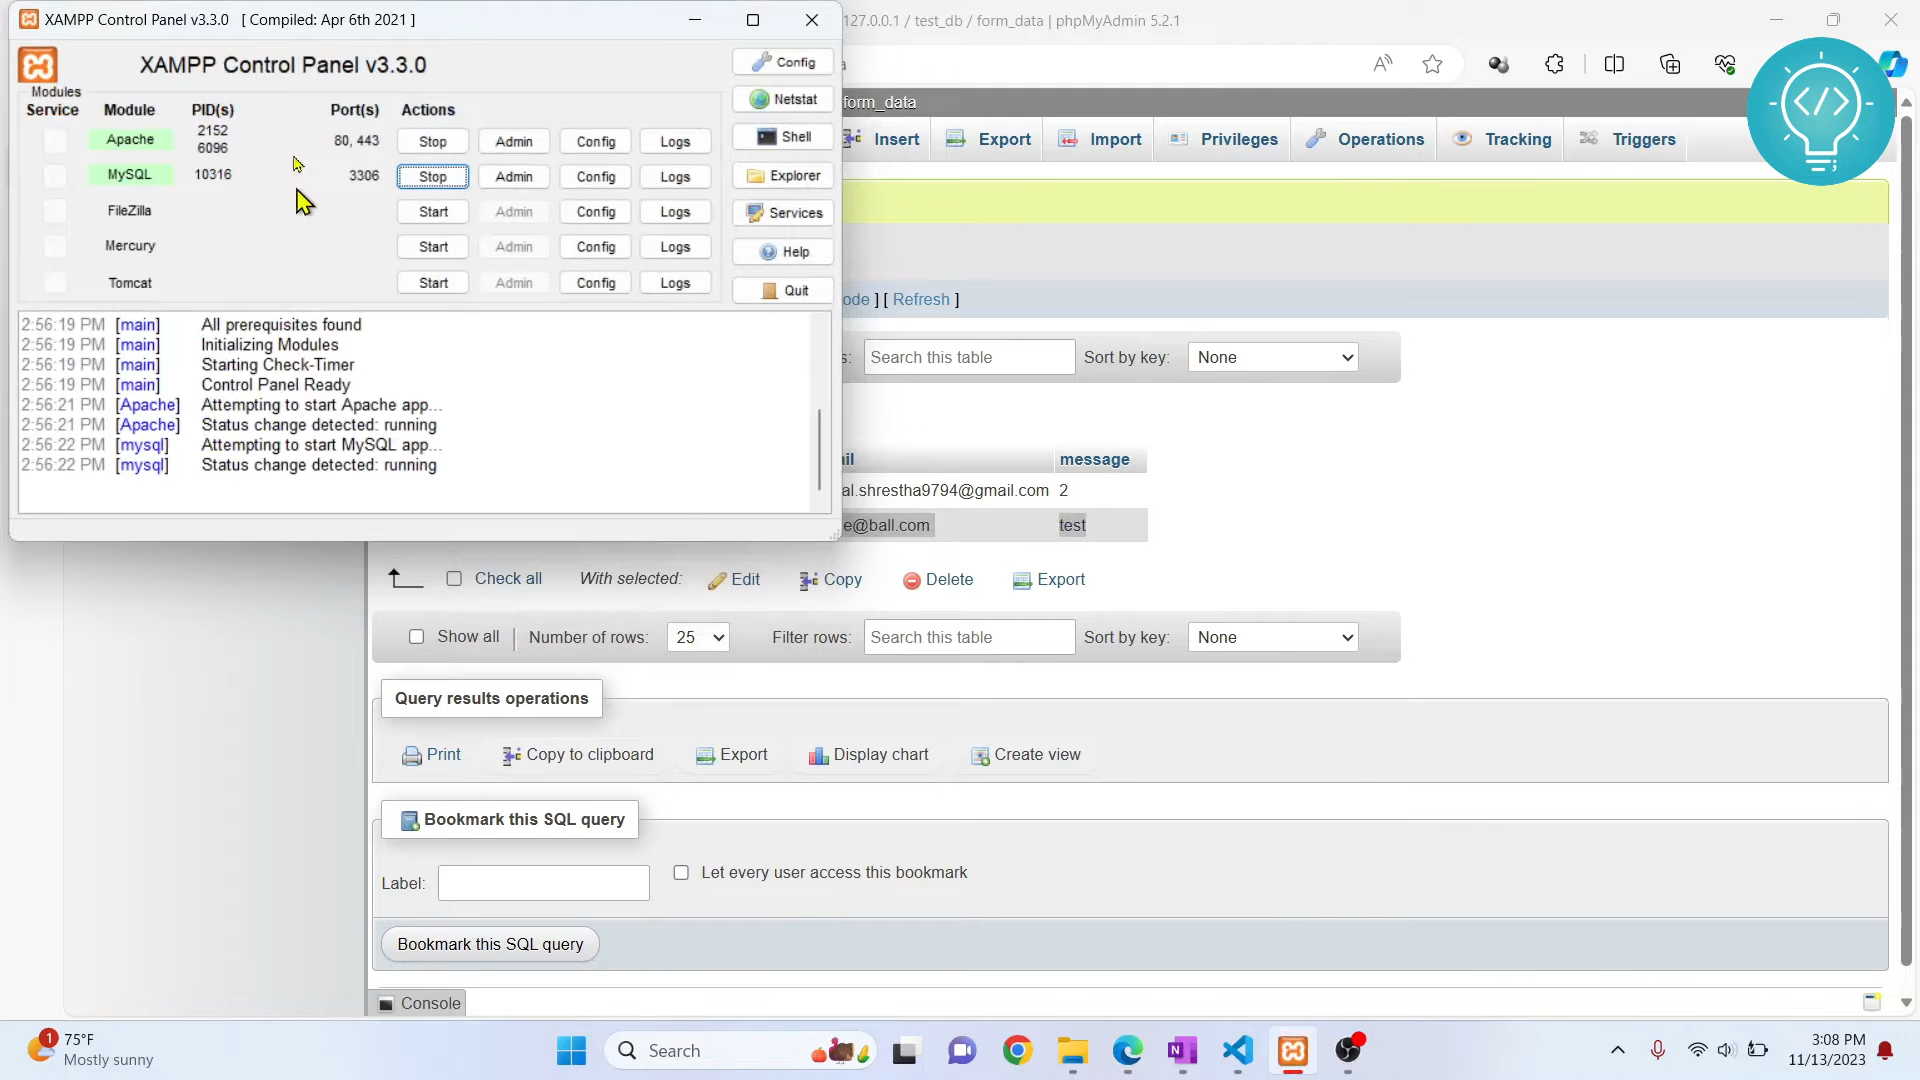 XAMPP Control Panel v3.3.0 [ Compiled: Apr 6th 2021 ]
127.0.0.1 / test_db / form_data | phpMyAdmin 5.2.1
XAMPP Control Panel v3.3.0
Config
Modules
Service Module PID(s) Port(s) Actions
Netstat
form_data
Apache 2152 6096 80, 443 Stop Admin Config Logs
Shell
Insert Export Import Privileges Operations Tracking Triggers
MySQL 10316 3306 Stop Admin Config Logs
Explorer
FileZilla Start Admin Config Logs
Services
Mercury Start Admin Config Logs
Help
Tomcat Start Admin Config Logs
Quit
ode ] [ Refresh ]
2:56:19 PM [main] All prerequisites found
2:56:19 PM [main] Initializing Modules
2:56:19 PM [main] Starting Check-Timer
2:56:19 PM [main] Control Panel Ready
2:56:21 PM [Apache] Attempting to start Apache app...
2:56:21 PM [Apache] Status change detected: running
2:56:22 PM [mysql] Attempting to start MySQL app...
2:56:22 PM [mysql] Status change detected: running
s: Search this table Sort by key: None
il message
al.shrestha9794@gmail.com 2
e@ball.com test
Check all With selected: Edit Copy Delete Export
Show all Number of rows: 25 Filter rows: Search this table Sort by key: None
Query results operations
Print Copy to clipboard Export Display chart Create view
Bookmark this SQL query
Label: Let every user access this bookmark
Bookmark this SQL query
Console
1 75°F
Mostly sunny
Search
3:08 PM
11/13/2023